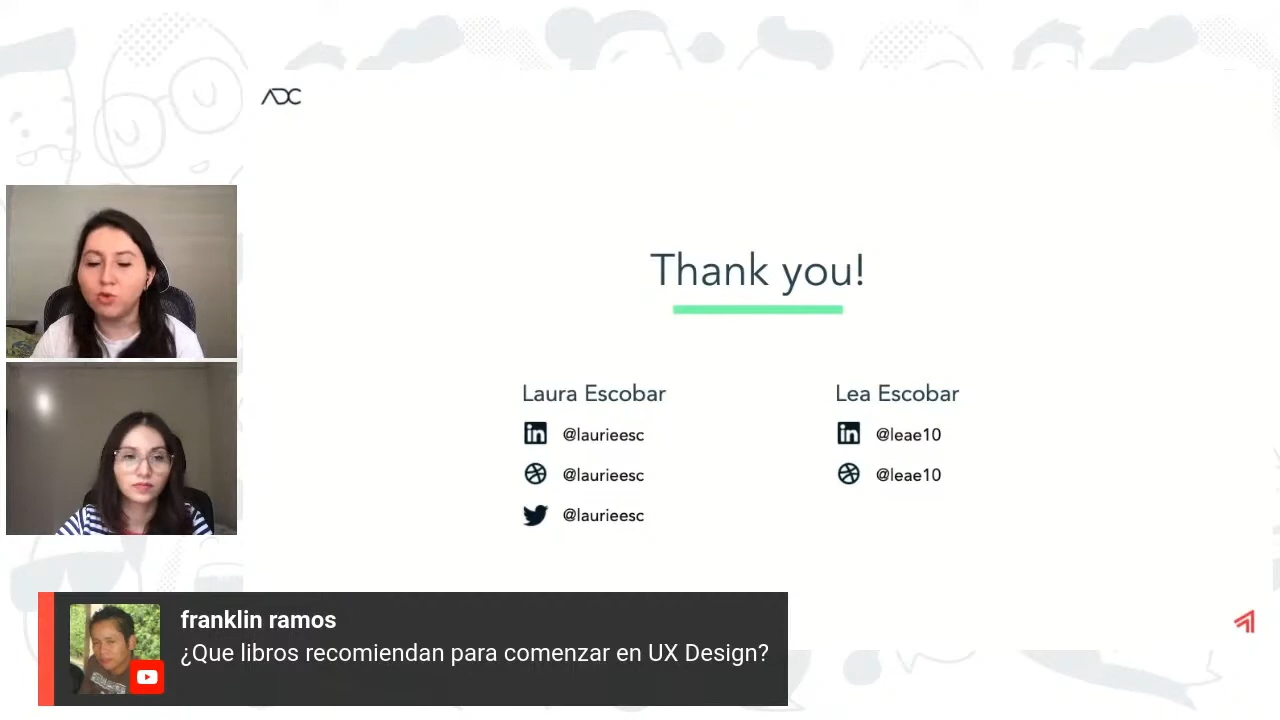 ADC
Thank you!
Laura Escobar
@laurieesc
@laurieesc
@laurieesc
Lea Escobar
@leae10
@leae10
franklin ramos
¿Que libros recomiendan para comenzar en UX Design?